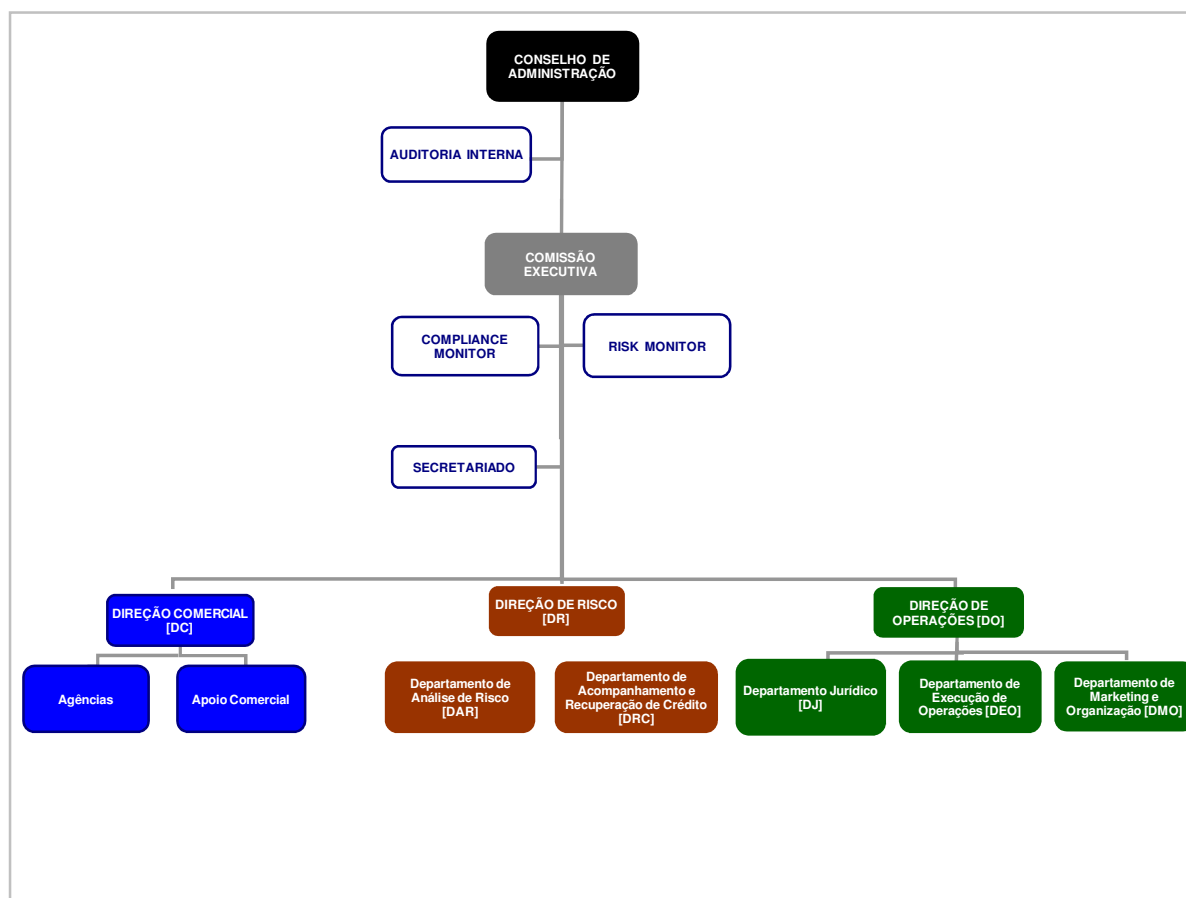 CONSELHO DE
ADMINISTRAÇÃO
AUDITORIA INTERNA
COMISSÃO
EXECUTIVA
COMPLIANCE
MONITOR
RISK MONITOR
SECRETARIADO
DIREÇÃO COMERCIAL
[DC]
DIREÇÃO DE RISCO
[DR]
DIREÇÃO DE
OPERAÇÕES [DO]
Agências
Apoio Comercial
Departamento de
Análise de Risco
[DAR]
Departamento de
Acompanhamento e
Recuperação de Crédito
[DRC]
Departamento Jurídico
[DJ]
Departamento de
Execução de
Operações [DEO]
Departamento de
Marketing e
Organização [DMO]